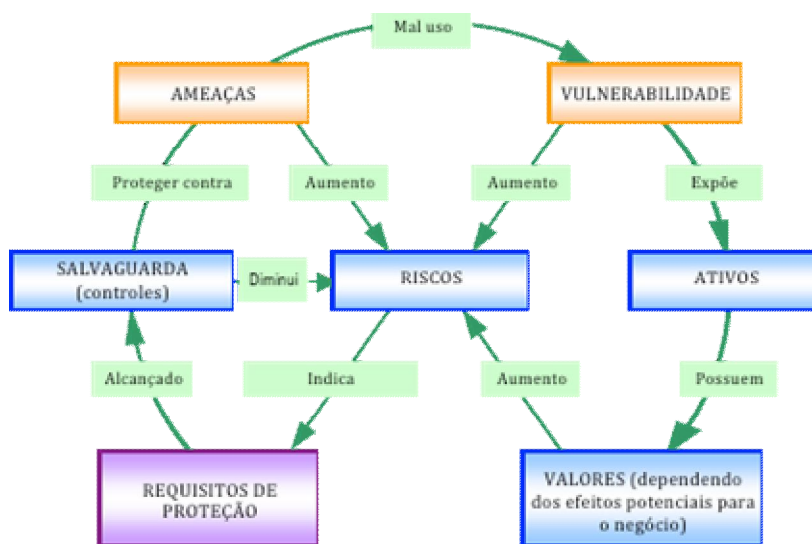 Mal uso
AMEAÇAS
VULNERABILIDADE
Proteger contra
Aumento
Aumento
Expõe
SALVAGUARDA
(controles)
Diminui
RISCOS
ATIVOS
Alcançado
Indica
Aumento
Possuem
REQUISITOS DE
PROTEÇÃO
VALORES (dependendo
dos efeitos potenciais para
o negócio)